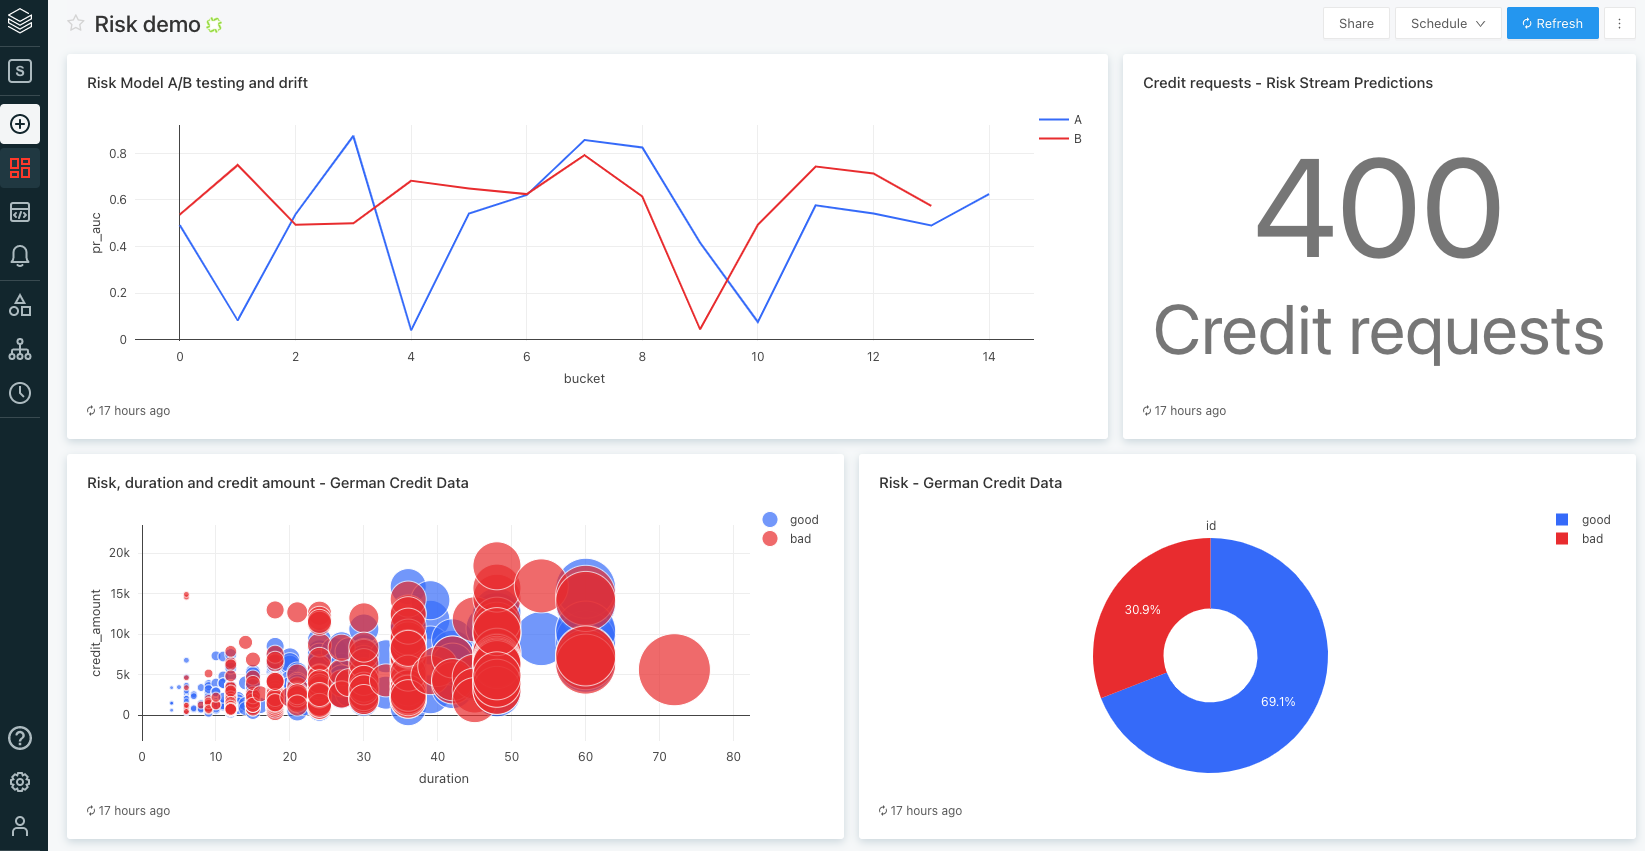 Risk demo
Share
Schedule
Refresh
S
Risk Model A/B testing and drift
A
B
0.8
0.6
0.4
0.2
0
pr_auc
0 2 4 6 8 10 12 14
bucket
17 hours ago
Credit requests - Risk Stream Predictions
400
Credit requests
17 hours ago
Risk, duration and credit amount - German Credit Data
good
bad
20k
15k
10k
5k
0
credit_amount
0 10 20 30 40 50 60 70 80
duration
17 hours ago
Risk - German Credit Data
good
bad
id
30.9%
69.1%
17 hours ago